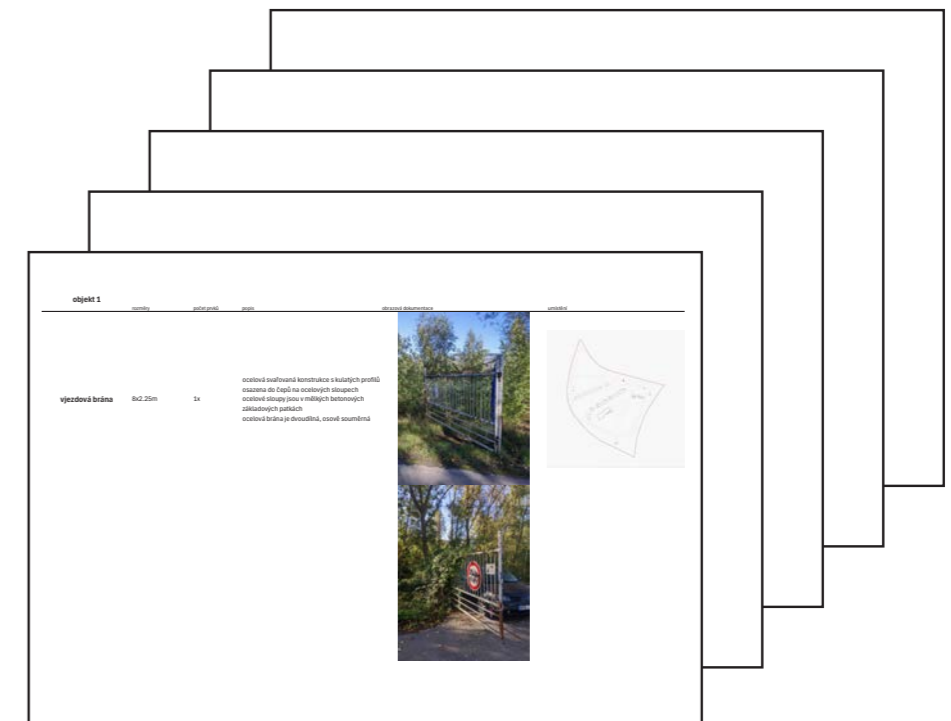 objekt 1
rozměry počet prvků popis obrazová dokumentace umístění
vjezdová brána 8x2.25m 1x
ocelová svařovaná konstrukce s kulatých profilů
osazena do čepů na ocelových sloupech
ocelové sloupy jsou v mělkých betonových
základových patkách
ocelová brána je dvoudílná, osově souměrná